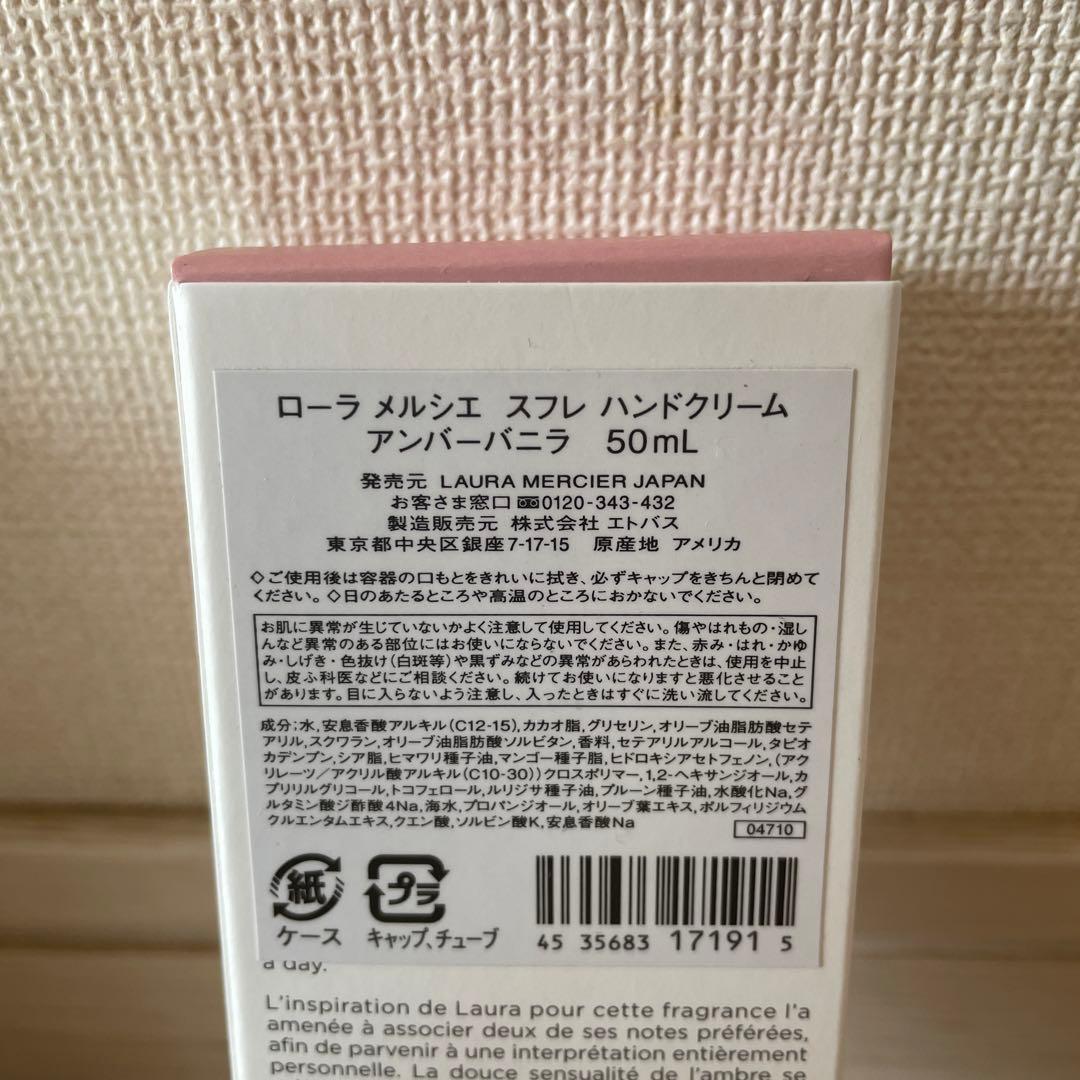 ローラ メルシエ スフレ ハンドクリーム
アンバーバニラ 50mL
発売元 LAURA MERCIER JAPAN
お客さま窓口 0120-343-432
製造販売元 株式会社 エトバス
東京都中央区銀座7-17-15 原産地 アメリカ
◇ご使用後は容器の口もとをきれいに拭き、必ずキャップをきちんと閉めて
ください。◇日のあたるところや高温のところにおかないでください。
お肌に異常が生じていないかよく注意して使用してください。傷やはれもの・湿し
んなど異常のある部位にはお使いにならないでください。また、赤み・はれ・かゆ
み・しげき・色抜け(白斑等)や黒ずみなどの異常があらわれたときは、使用を中止
し、皮ふ科医などにご相談ください。続けてお使いになりますと悪化させること
があります。目に入らないよう注意し、入ったときはすぐに洗い流してください。
成分:水,安息香酸アルキル(C12-15),カカオ脂,グリセリン,オリーブ油脂肪酸セテ
アリル,スクワラン,オリーブ油脂肪酸ソルビタン,香料,セテアリルアルコール,タピオ
カデンプン,シア脂,ヒマワリ種子油,マンゴー種子脂,ヒドロキシアセトフェノン,(アク
リレーツ/アクリル酸アルキル(C10-30))クロスポリマー,1,2-ヘキサンジオール,カ
プリリルグリコール,トコフェロール,ルリジサ種子油,プルーン種子油,水酸化Na,グ
ルタミン酸ジ酢酸4Na,海水,プロパンジオール,オリーブ葉エキス,ポルフィリジウム
クルエンタムエキス,クエン酸,ソルビン酸K,安息香酸Na
04710
紙
ケース
プラ
キャップ、チューブ
45 35683 17191 5
a day.
L'inspiration de Laura pour cette fragrance l'a
amenée à associer deux de ses notes préférées,
afin de parvenir à une interprétation entièrement
personnelle. La douce sensualité de l'ambre se